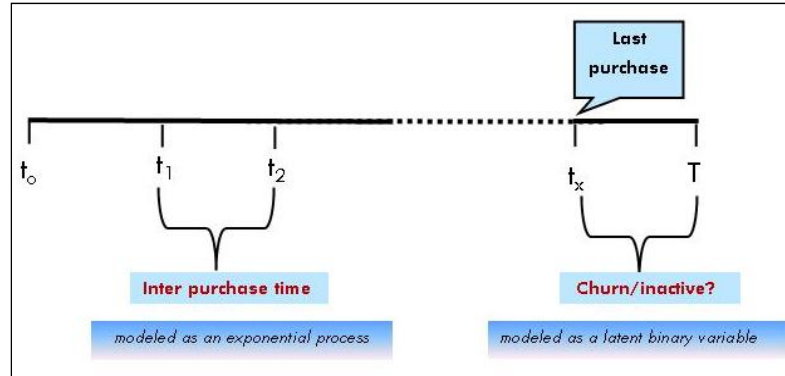 Last
purchase
t₀ t₁ t₂ tₓ T
Inter purchase time Churn/inactive?
modeled as an exponential process modeled as a latent binary variable